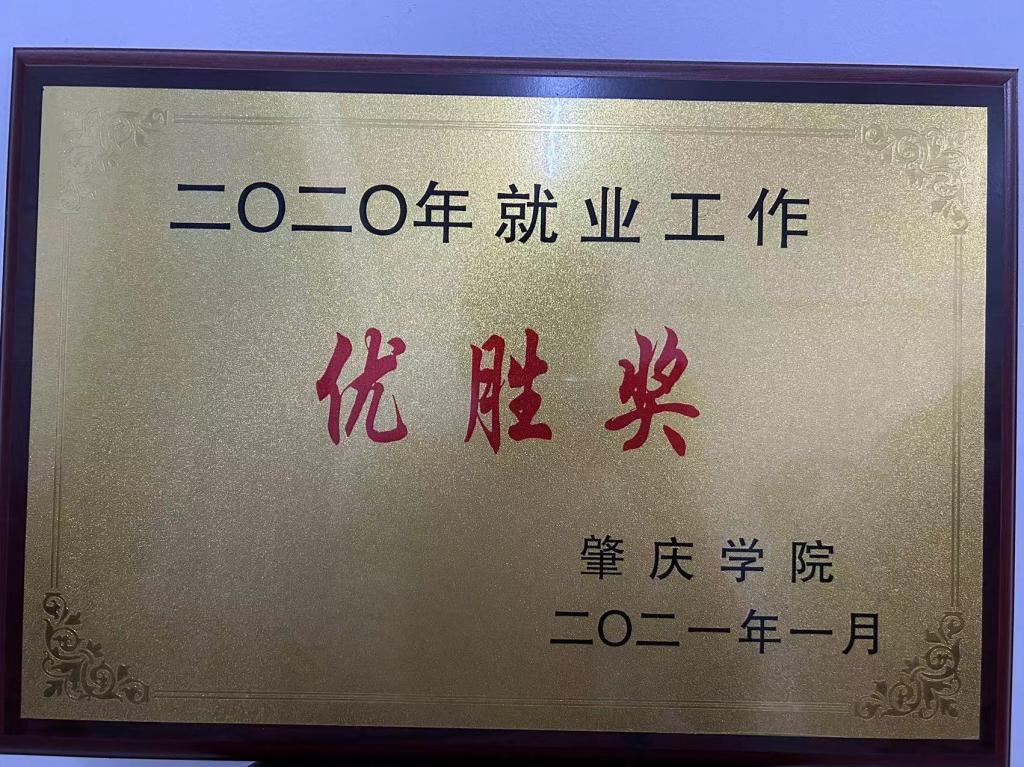 二〇二〇年就业工作
优胜奖
肇庆学院
二〇二一年一月